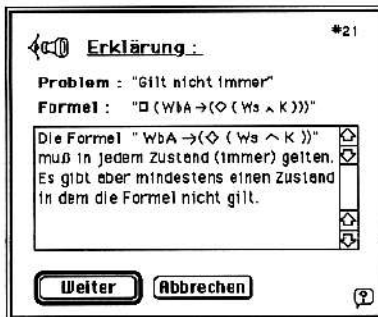 #21
Erklärung :
Problem : "Gilt nicht immer"
Formel : "□ (WbA →(◇ ( Ws ∧ K )))"
Die Formel " WbA →(◇ ( Ws ∧ K ))"
muß in jedem Zustand (immer) gelten.
Es gibt aber mindestens einen Zustand
in dem die Formel nicht gilt.
Weiter
Abbrechen
?